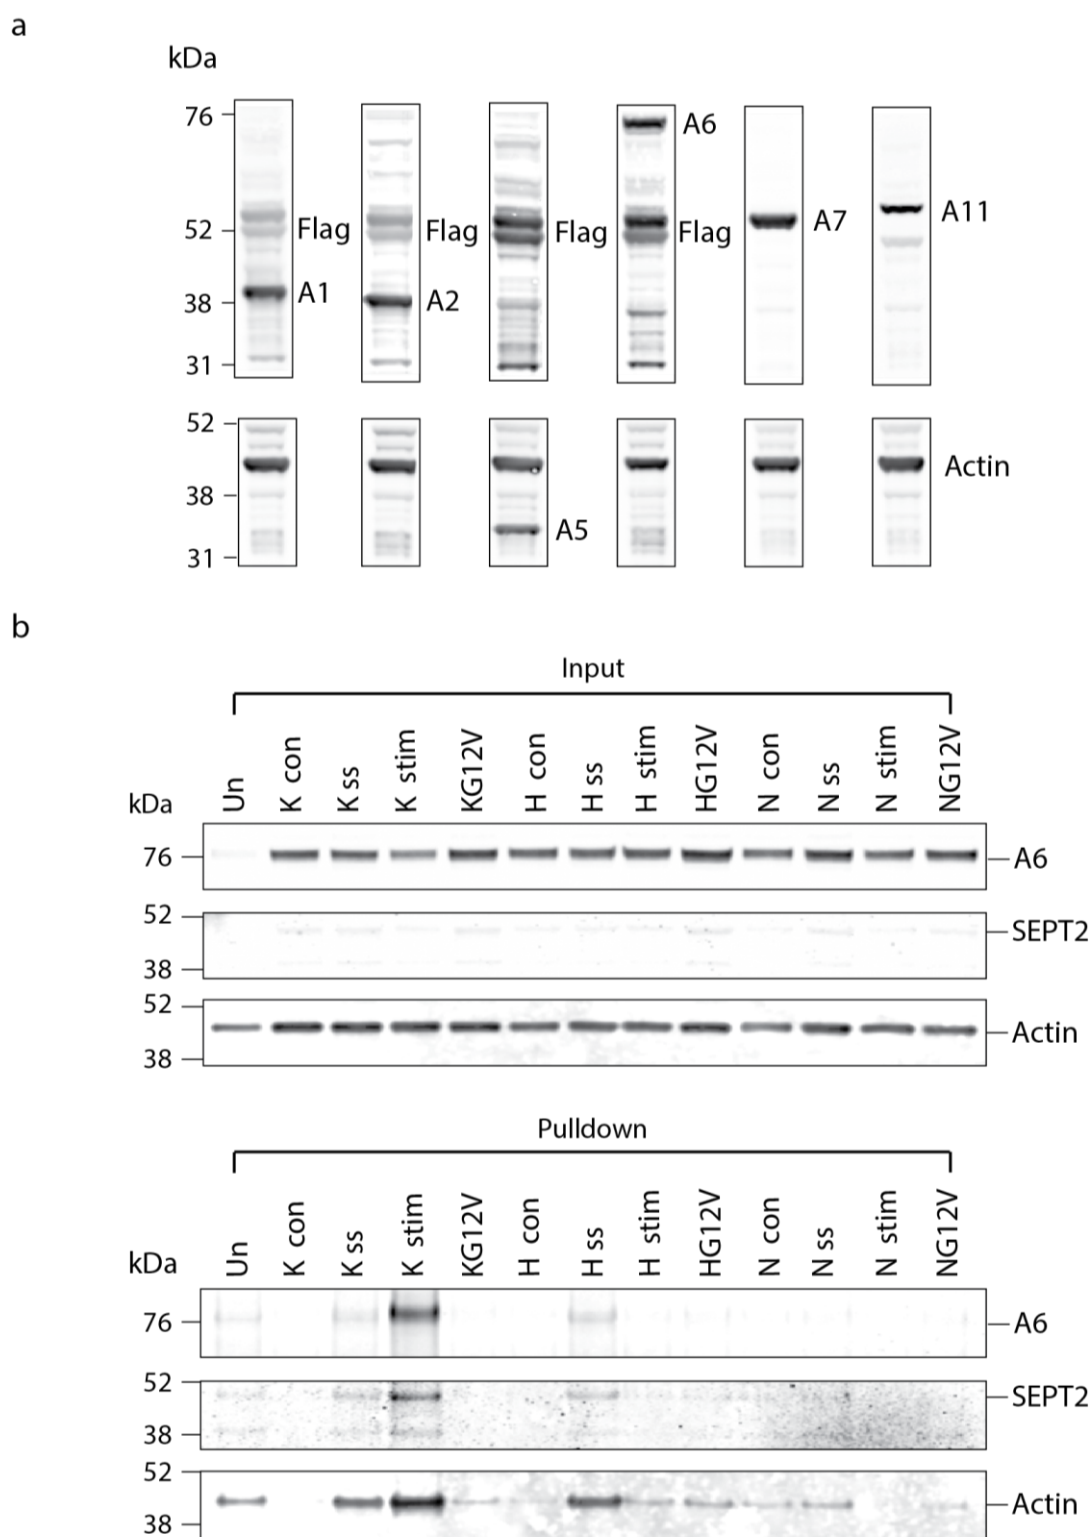 a
kDa
76
52
38
31
Flag
A1
Flag
A2
Flag
A6
Flag
A7
A11
52
38
31
A5
Actin
b
Input
kDa
Un
K con
K ss
K stim
KG12V
H con
H ss
H stim
HG12V
N con
N ss
N stim
NG12V
76
A6
52
SEPT2
38
52
Actin
38
Pulldown
kDa
Un
K con
K ss
K stim
KG12V
H con
H ss
H stim
HG12V
N con
N ss
N stim
NG12V
76
A6
52
SEPT2
38
52
Actin
38